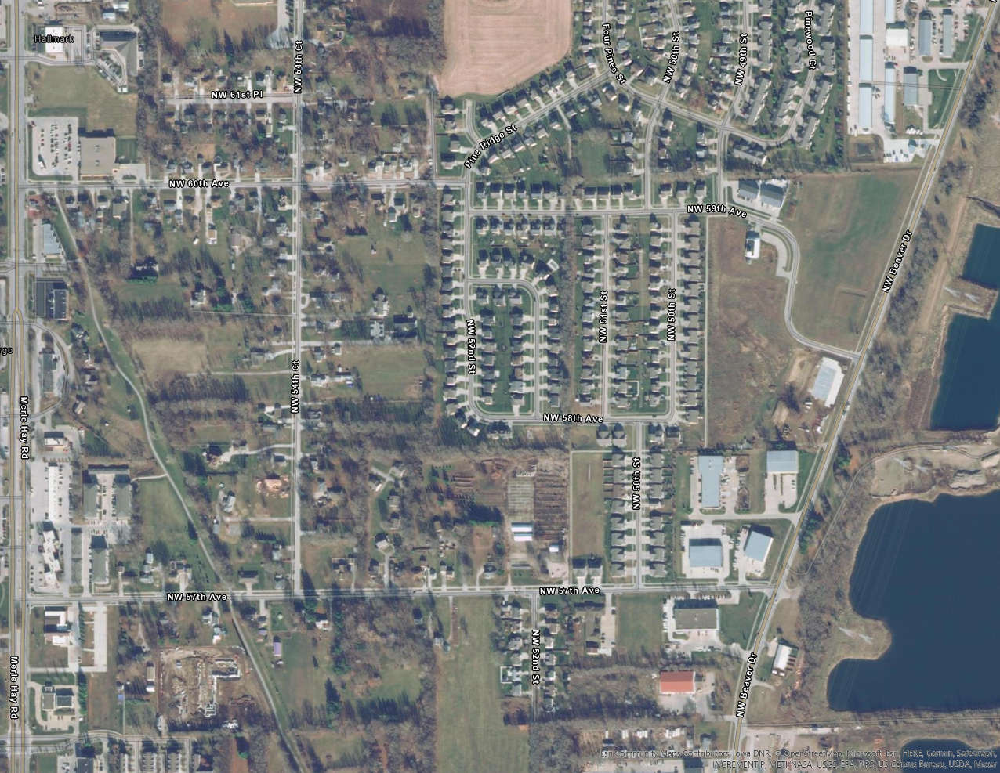 Hallmark
NW 54th Ct
Four Pines St
NW 50th St
NW 49th St
Pinewood Ct
NW 61st Pl
Pine Ridge St
NW 60th Ave
NW 59th Ave
NW Beaver Dr
NW 52nd St
NW 51st St
NW 50th St
rgo
NW 54th Ct
Merle Hay Rd
NW 58th Ave
NW 50th St
NW 57th Ave
NW 57th Ave
NW 52nd St
Merle Hay Rd
NW Beaver Dr
Esri Community Maps Contributors, Iowa DNR, © OpenStreetMap, Microsoft, Esri, HERE, Garmin, SafeGraph,
INCREMENT P, METI/NASA, USGS, EPA, NPS, US Census Bureau, USDA, Maxar